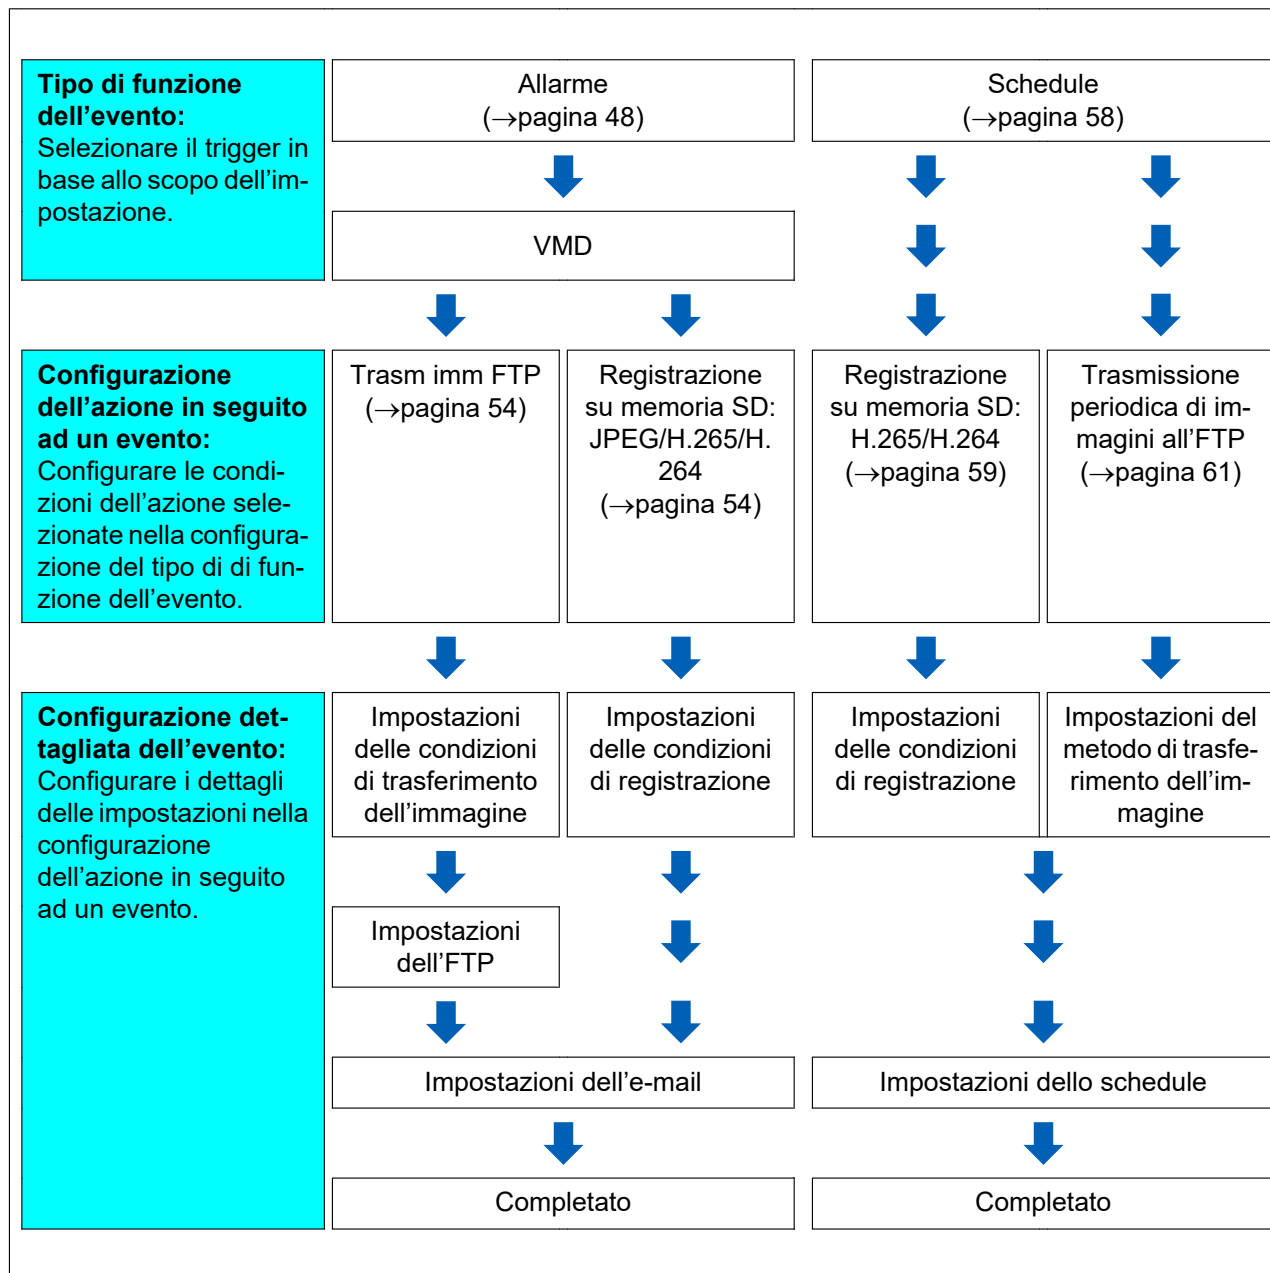 Tipo di funzione
dell’evento:
Selezionare il trigger in
base allo scopo dell’im-
postazione.
Allarme
(→pagina 48)
Schedule
(→pagina 58)
VMD
Configurazione
dell’azione in seguito
ad un evento:
Configurare le condi-
zioni dell’azione sele-
zionate nella configura-
zione del tipo di di fun-
zione dell’evento.
Trasm imm FTP
(→pagina 54)
Registrazione
su memoria SD:
JPEG/H.265/H.
264
(→pagina 54)
Registrazione
su memoria SD:
H.265/H.264
(→pagina 59)
Trasmissione
periodica di im-
magini all’FTP
(→pagina 61)
Configurazione det-
tagliata dell’evento:
Configurare i dettagli
delle impostazioni nella
configurazione
dell’azione in seguito
ad un evento.
Impostazioni
delle condizioni
di trasferimento
dell’immagine
Impostazioni
delle condizioni
di registrazione
Impostazioni
delle condizioni
di registrazione
Impostazioni del
metodo di trasfe-
rimento dell’im-
magine
Impostazioni
dell’FTP
Impostazioni dell’e-mail
Impostazioni dello schedule
Completato
Completato